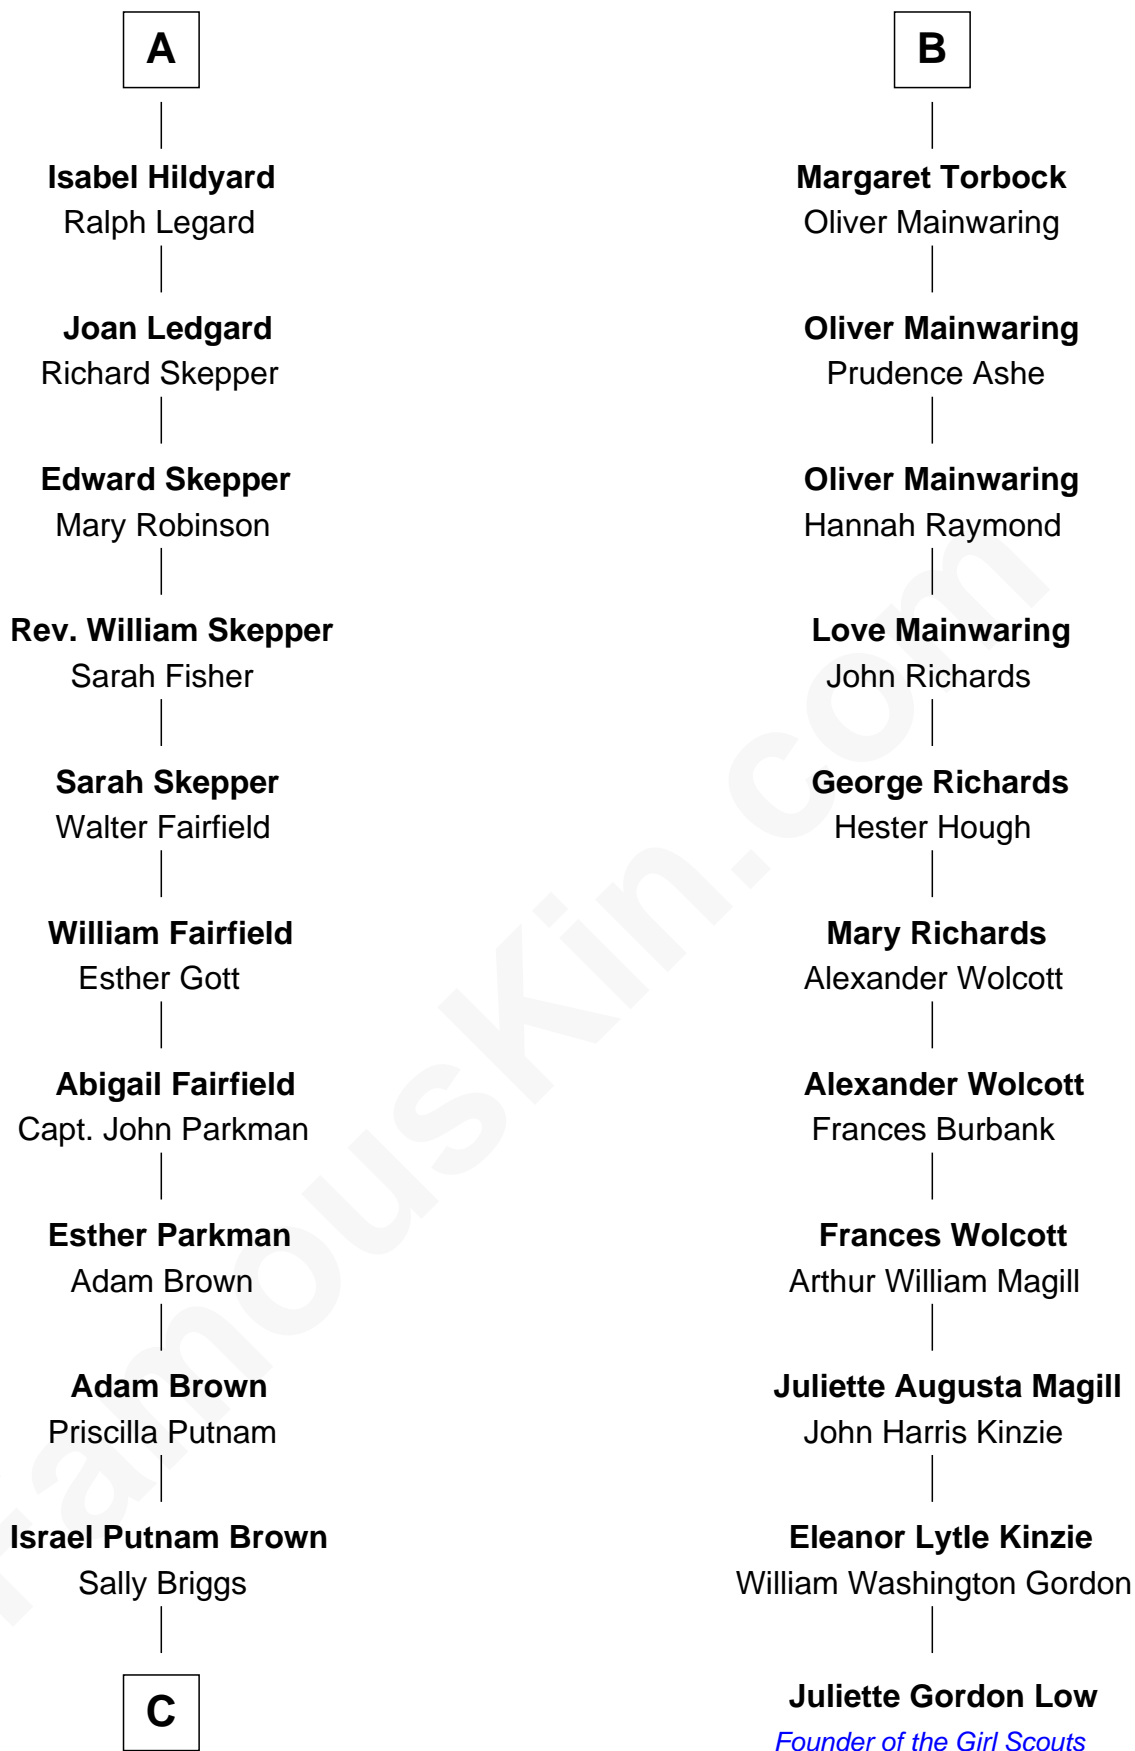 A
Isabel Hildyard
Ralph Legard
Joan Ledgard
Richard Skepper
Edward Skepper
Mary Robinson
Rev. William Skepper
Sarah Fisher
Sarah Skepper
Walter Fairfield
William Fairfield
Esther Gott
Abigail Fairfield
Capt. John Parkman
Esther Parkman
Adam Brown
Adam Brown
Priscilla Putnam
Israel Putnam Brown
Sally Briggs
C
B
Margaret Torbock
Oliver Mainwaring
Oliver Mainwaring
Prudence Ashe
Oliver Mainwaring
Hannah Raymond
Love Mainwaring
John Richards
George Richards
Hester Hough
Mary Richards
Alexander Wolcott
Alexander Wolcott
Frances Burbank
Frances Wolcott
Arthur William Magill
Juliette Augusta Magill
John Harris Kinzie
Eleanor Lytle Kinzie
William Washington Gordon
Juliette Gordon Low
Founder of the Girl Scouts
FamousKin.com